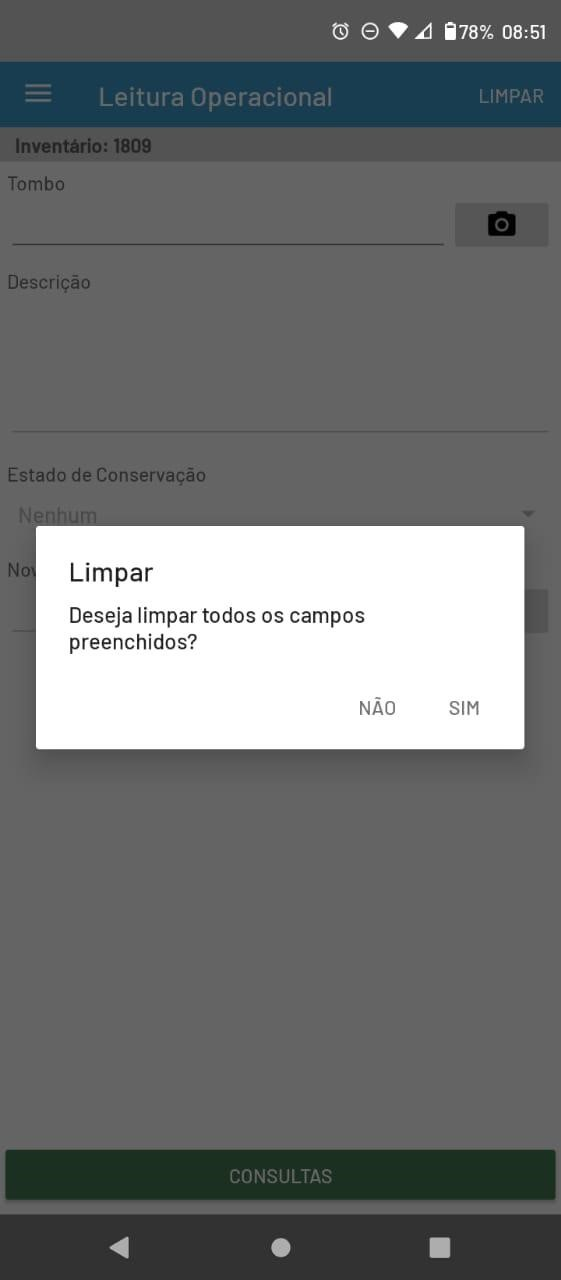 78% 08:51
Leitura Operacional LIMPAR
Inventário: 1809
Tombo
Descrição
Estado de Conservação
Nenhum
Limpar
Deseja limpar todos os campos
preenchidos?
NÃO SIM
CONSULTAS